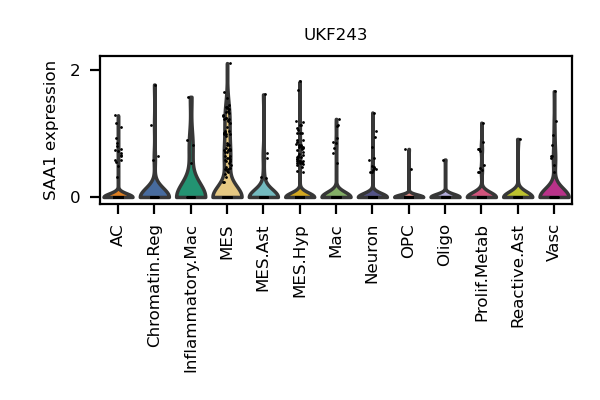 UKF243
SAA1 expression
2
0
AC
Chromatin.Reg
Inflammatory.Mac
MES
MES.Ast
MES.Hyp
Mac
Neuron
OPC
Oligo
Prolif.Metab
Reactive.Ast
Vasc